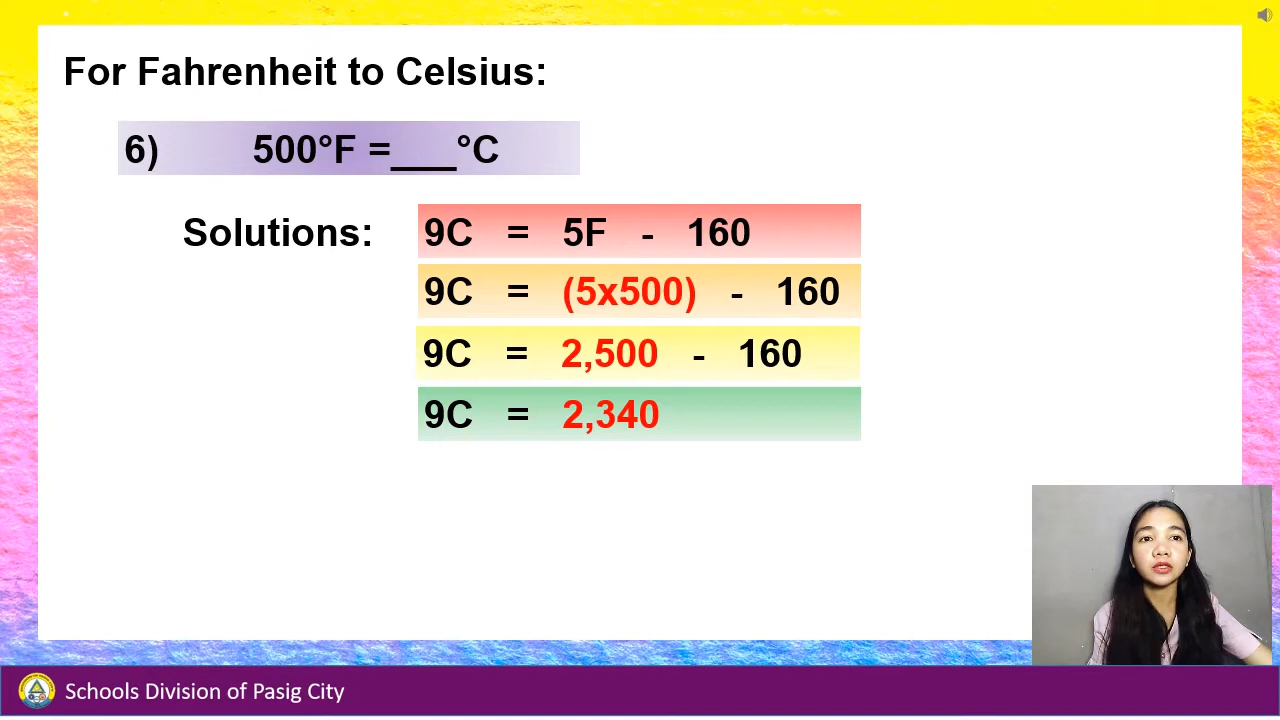 For Fahrenheit to Celsius:
6) 500°F =___°C
Solutions: 9C = 5F - 160
9C = (5x500) - 160
9C = 2,500 - 160
9C = 2,340
Schools Division of Pasig City